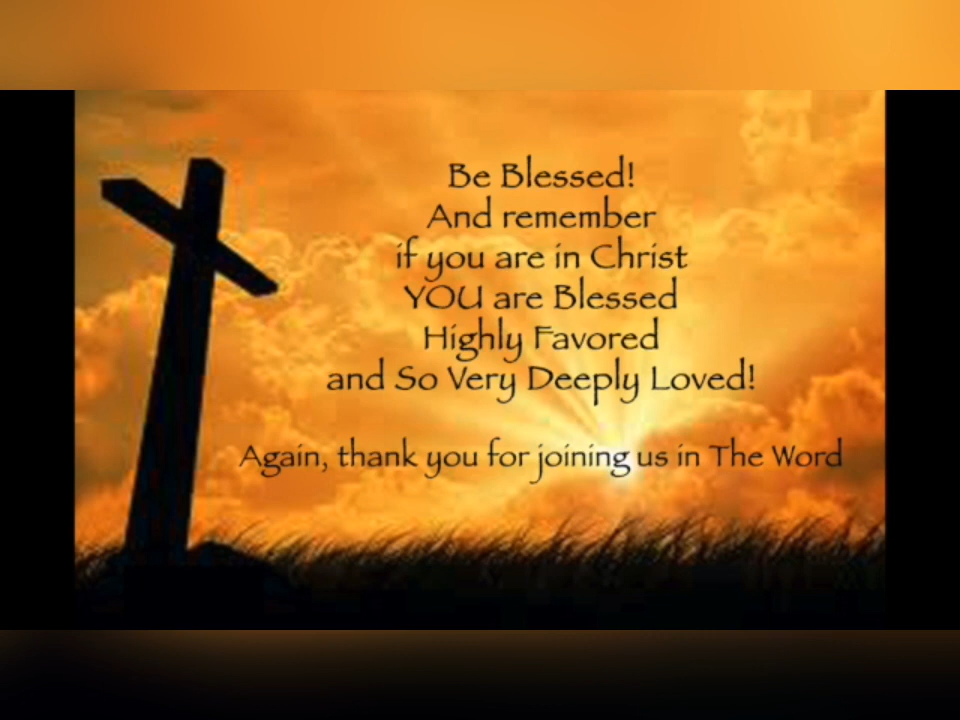 Be Blessed!
And remember
if you are in Christ
YOU are Blessed
Highly Favored
and So Very Deeply Loved!
Again, thank you for joining us in The Word